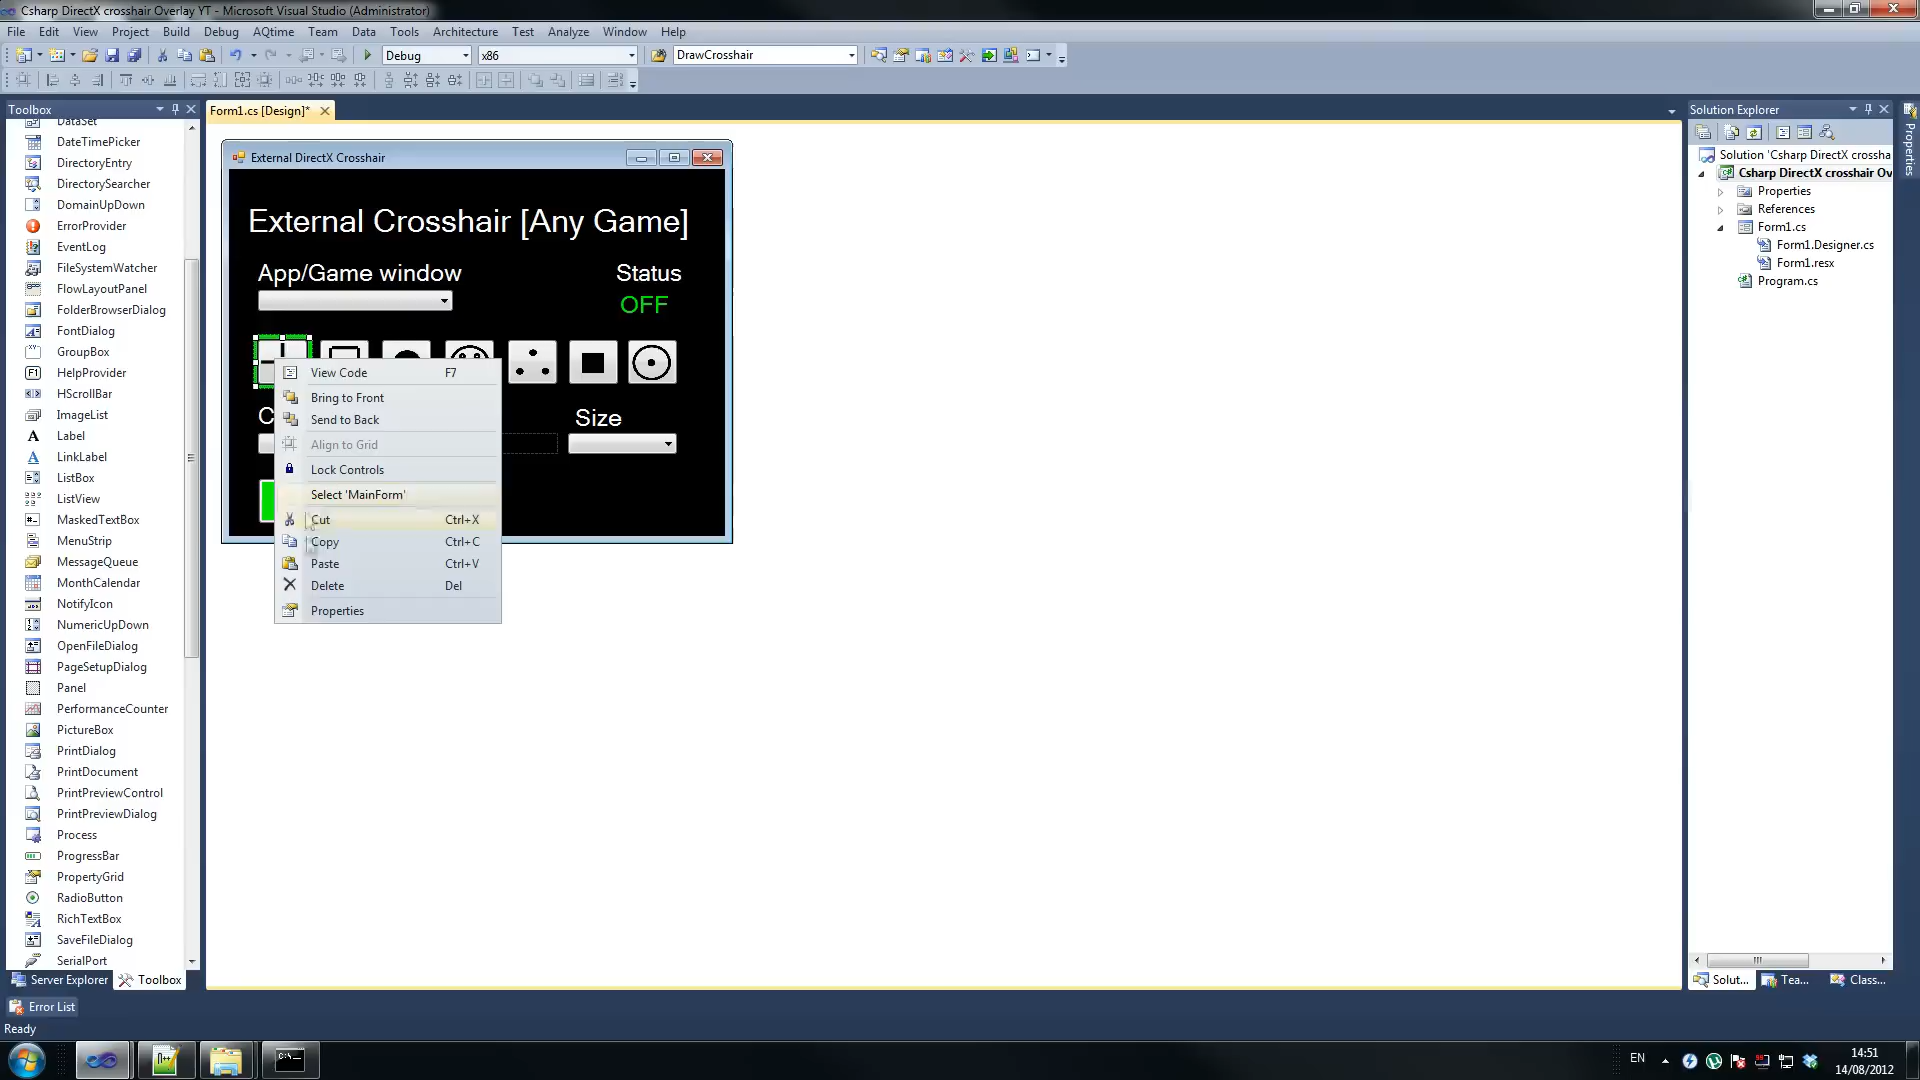 Csharp DirectX crosshair Overlay YT - Microsoft Visual Studio (Administrator)
File Edit View Project Build Debug AQtime Team Data Tools Architecture Test Analyze Window Help
Debug x86 DrawCrosshair
Toolbox
DataSet
DateTimePicker
DirectoryEntry
DirectorySearcher
DomainUpDown
ErrorProvider
EventLog
FileSystemWatcher
FlowLayoutPanel
FolderBrowserDialog
FontDialog
GroupBox
HelpProvider
HScrollBar
ImageList
Label
LinkLabel
ListBox
ListView
MaskedTextBox
MenuStrip
MessageQueue
MonthCalendar
NotifyIcon
NumericUpDown
OpenFileDialog
PageSetupDialog
Panel
PerformanceCounter
PictureBox
PrintDialog
PrintDocument
PrintPreviewControl
PrintPreviewDialog
Process
ProgressBar
PropertyGrid
RadioButton
RichTextBox
SaveFileDialog
SerialPort
Server Explorer Toolbox
Form1.cs [Design]*
External DirectX Crosshair
External Crosshair [Any Game]
App/Game window Status
OFF
C Size
View Code F7
Bring to Front
Send to Back
Align to Grid
Lock Controls
Select 'MainForm'
Cut Ctrl+X
Copy Ctrl+C
Paste Ctrl+V
Delete Del
Properties
Solution Explorer
Solution 'Csharp DirectX crossha
Csharp DirectX crosshair Ov
Properties
References
Form1.cs
Form1.Designer.cs
Form1.resx
Program.cs
Solut... Tea... Class...
Properties
Error List
Ready
EN
14:51
14/08/2012